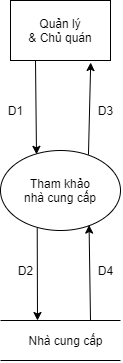 Quản lý
& Chủ quán
D1
D3
Tham khảo
nhà cung cấp
D2
D4
Nhà cung cấp